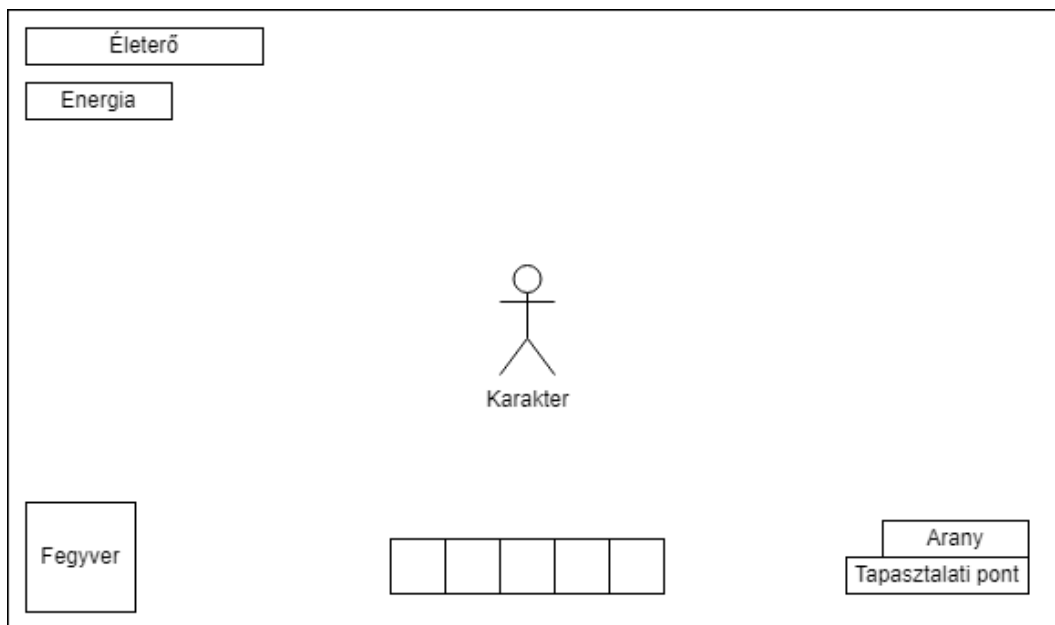 Életerő
Energia
Karakter
Fegyver
Arany
Tapasztalati pont